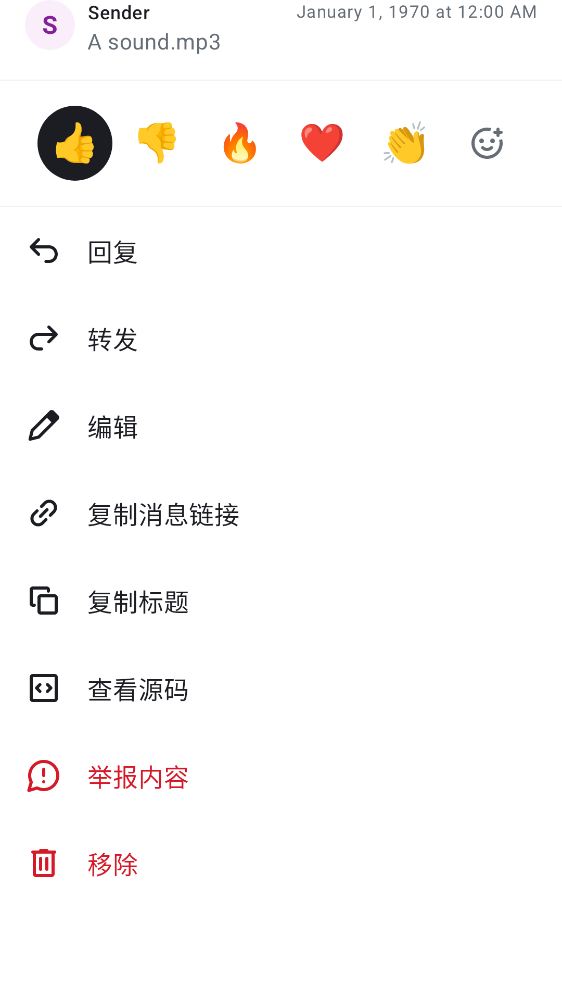 S
Sender
January 1, 1970 at 12:00 AM
A sound.mp3
回复
转发
编辑
复制消息链接
复制标题
查看源码
举报内容
移除